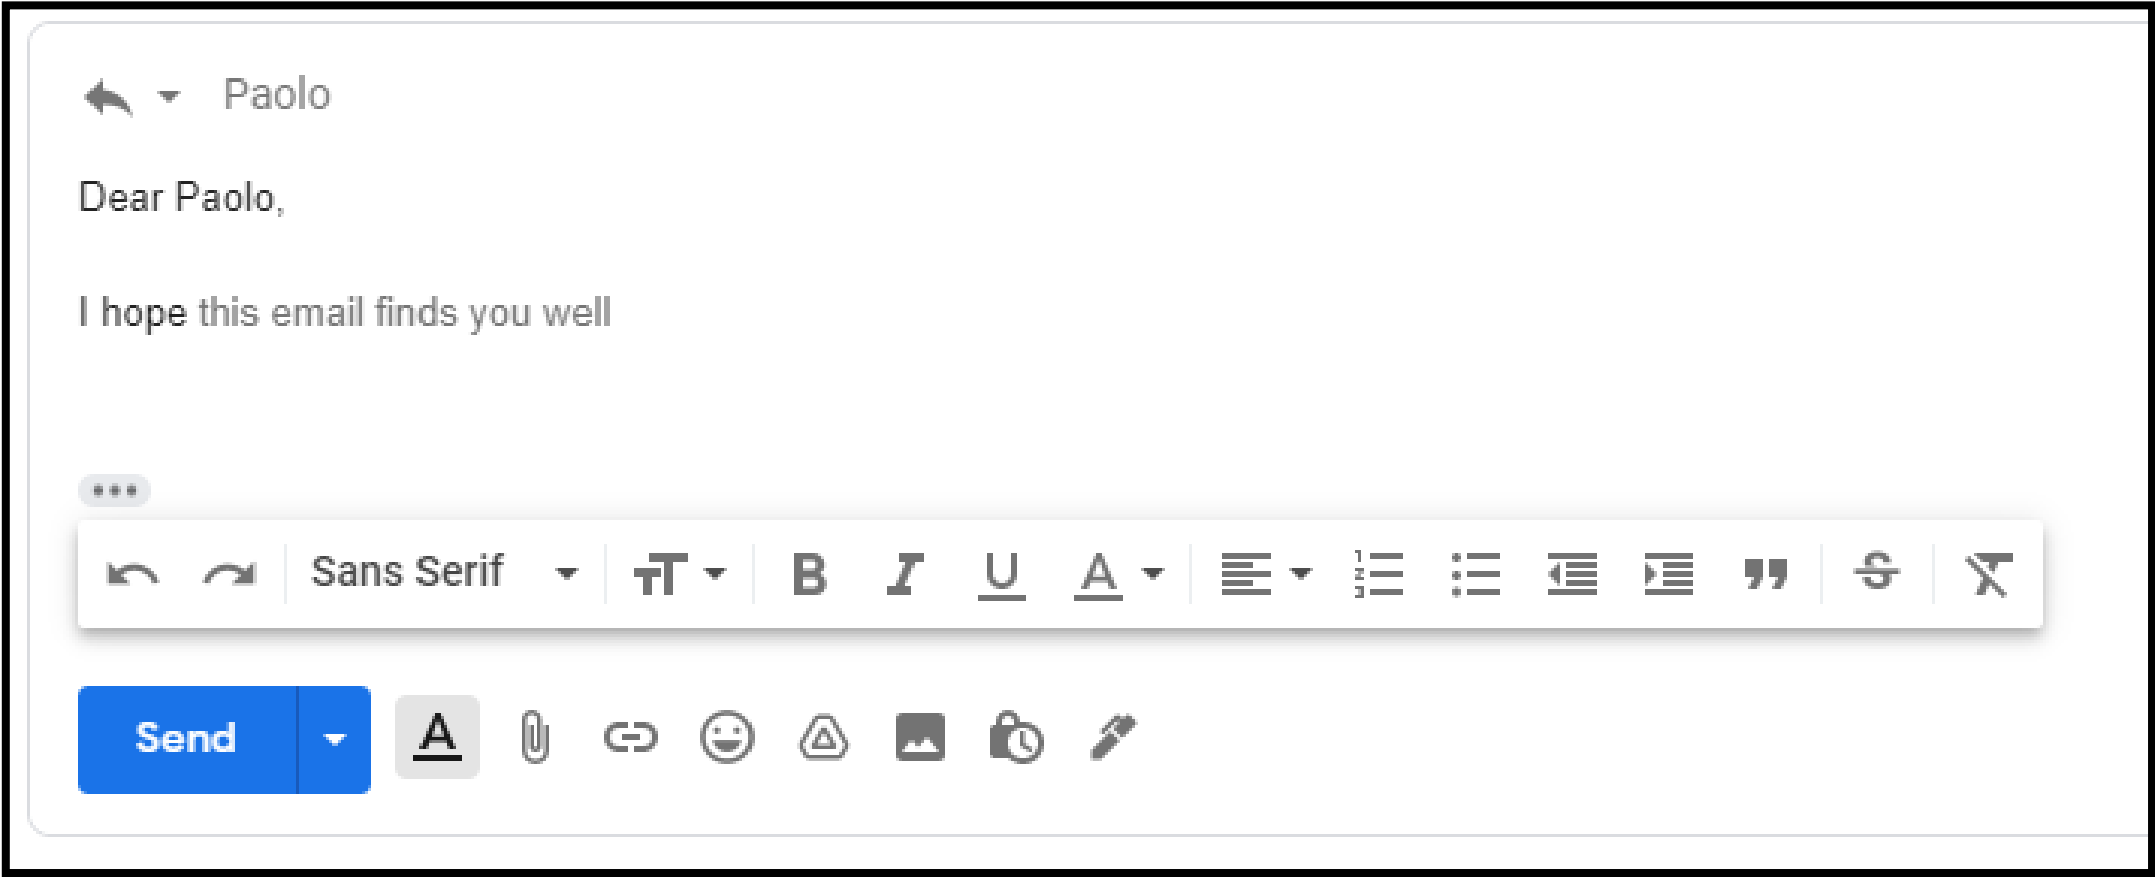 Paolo
Dear Paolo,
I hope this email finds you well
Sans Serif
Send